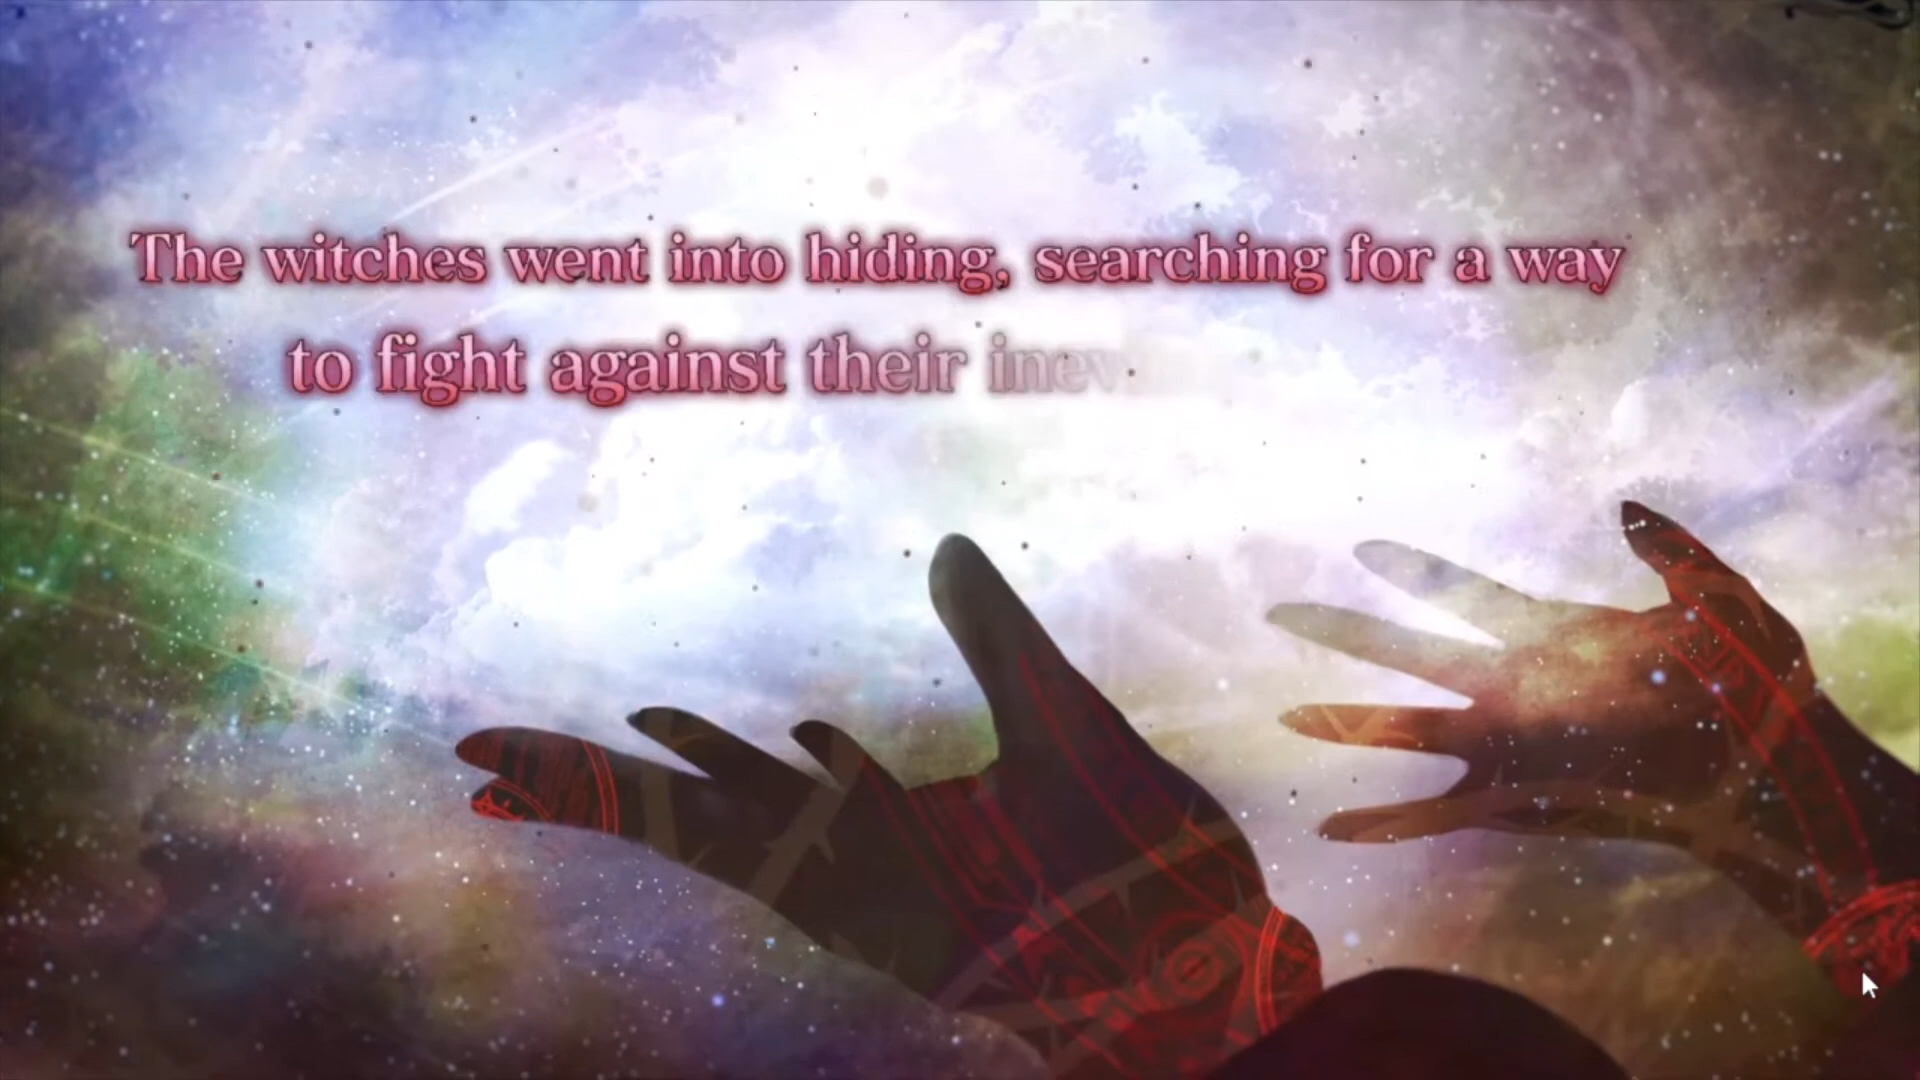 The witches went into hiding, searching for a way
to fight against their